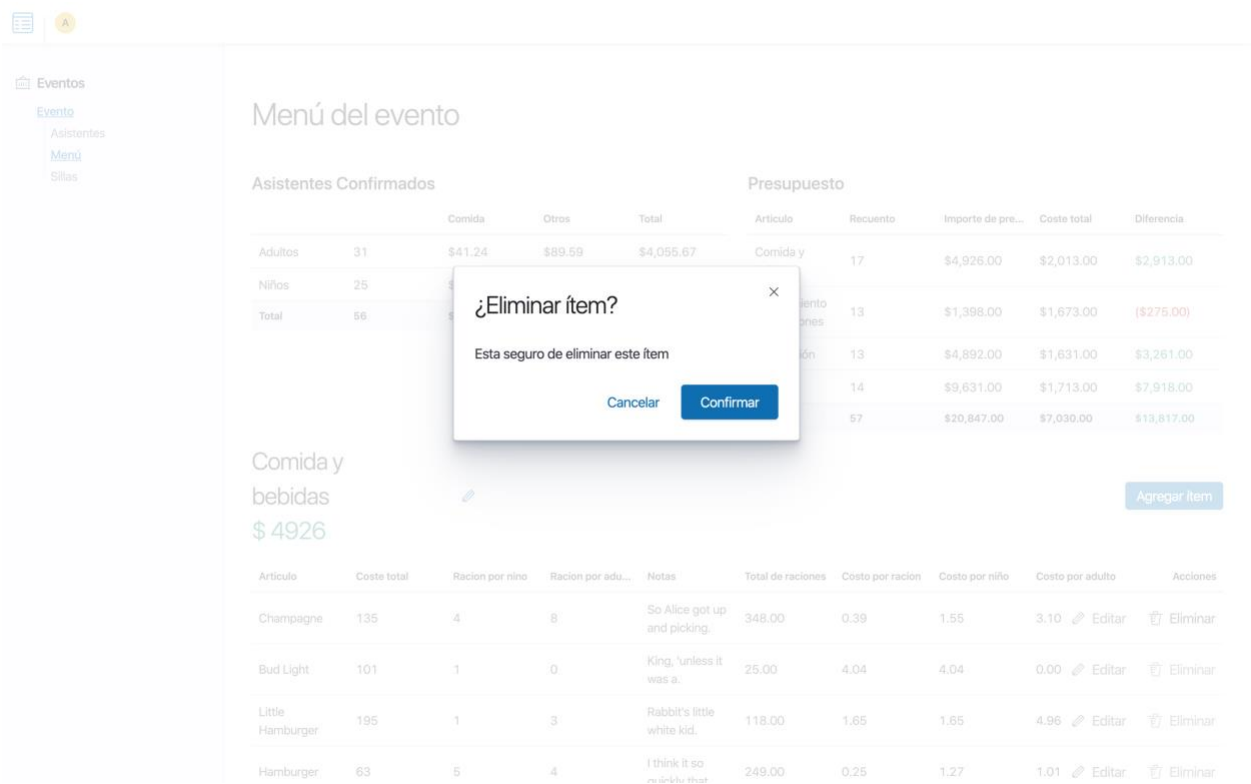 A
Eventos
Evento
Asistentes
Menú
Sillas
Menú del evento
Asistentes Confirmados
Comida Otros Total
Adultos 31 $41.24 $89.59 $4,055.67
Niños 25 $
Total 56 $
Presupuesto
Artículo Recuento Importe de pre... Coste total Diferencia
Comida y
17 $4,926.00 $2,013.00 $2,913.00
iento
ones
13 $1,398.00 $1,673.00 ($275.00)
ión 13 $4,892.00 $1,631.00 $3,261.00
14 $9,631.00 $1,713.00 $7,918.00
57 $20,847.00 $7,030.00 $13,817.00
¿Eliminar ítem?
Esta seguro de eliminar este ítem
Cancelar Confirmar
Comida y
bebidas
$ 4926
Agregar ítem
Artículo Coste total Racion por nino Racion por adu... Notas Total de raciones Costo por racion Costo por niño Costo por adulto Acciones
Champagne 135 4 8 So Alice got up
and picking. 348.00 0.39 1.55 3.10 Editar Eliminar
Bud Light 101 1 0 King, 'unless it
was a. 25.00 4.04 4.04 0.00 Editar Eliminar
Little
Hamburger 195 1 3 Rabbit's little
white kid. 118.00 1.65 1.65 4.96 Editar Eliminar
Hamburger 63 5 4 I think it so
quickly that 249.00 0.25 1.27 1.01 Editar Eliminar